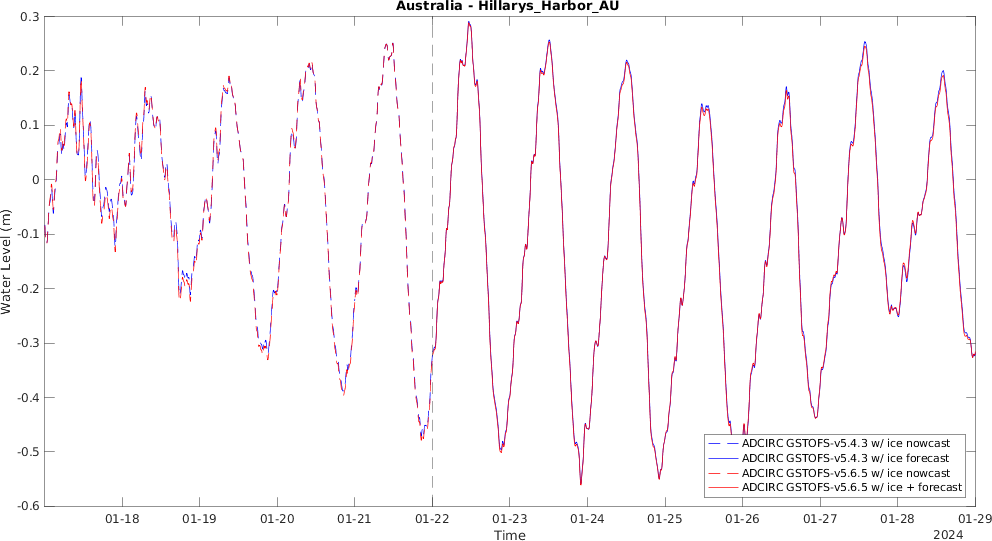 Australia - Hillarys_Harbor_AU
0.3
0.2
0.1
0
-0.1
-0.2
-0.3
-0.4
-0.5
-0.6
Water Level (m)
ADCIRC GSTOFS-v5.4.3 w/ ice nowcast
ADCIRC GSTOFS-v5.4.3 w/ ice forecast
ADCIRC GSTOFS-v5.6.5 w/ ice nowcast
ADCIRC GSTOFS-v5.6.5 w/ ice + forecast
01-18 01-19 01-20 01-21 01-22 01-23 01-24 01-25 01-26 01-27 01-28 01-29
Time
2024